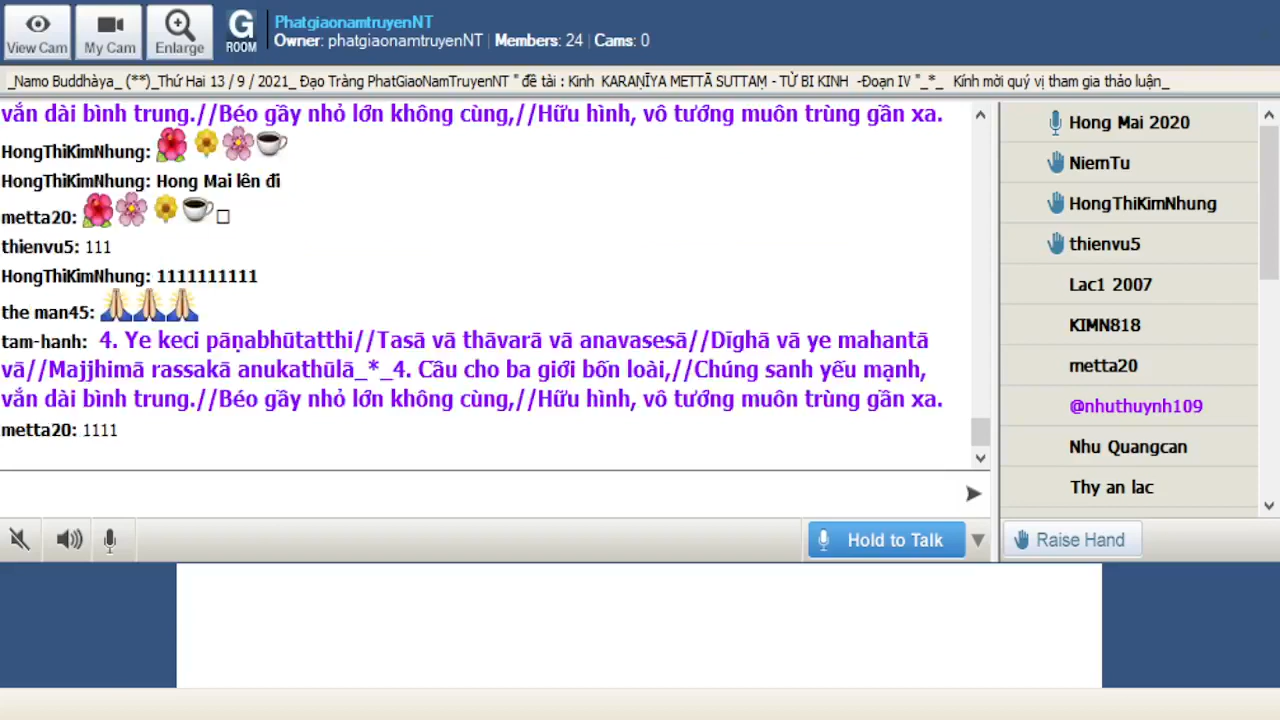 View Cam
My Cam
Enlarge
G
ROOM
PhatgiaonamtruyenNT
Owner: phatgiaonamtruyenNT | Members: 24 | Cams: 0
_Namo Buddhàya_ (**)_Thứ Hai 13 / 9 / 2021_ Đạo Tràng PhatGiaoNamTruyenNT " đề tài : Kinh KARAṆĪYA METTĀ SUTTAṂ - TỪ BI KINH -Đoạn IV "_*_ Kính mời quý vị tham gia thảo luận_
vắn dài bình trung.//Béo gầy nhỏ lớn không cùng,//Hữu hình, vô tướng muôn trùng gần xa.
HongThiKimNhung:
HongThiKimNhung: Hong Mai lên đi
metta20:
thienvu5: 111
HongThiKimNhung: 1111111111
the man45:
tam-hanh: 4. Ye keci pāṇabhūtatthi//Tasā vā thāvarā vā anavasesā//Dīghā vā ye mahantā
vā//Majjhimā rassakā anukathūlā_*_4. Cầu cho ba giới bốn loài,//Chúng sanh yếu mạnh,
vắn dài bình trung.//Béo gầy nhỏ lớn không cùng,//Hữu hình, vô tướng muôn trùng gần xa.
metta20: 1111
Hold to Talk
Hong Mai 2020
NiemTu
HongThiKimNhung
thienvu5
Lac1 2007
KIMN818
metta20
@nhuthuynh109
Nhu Quangcan
Thy an lac
Raise Hand